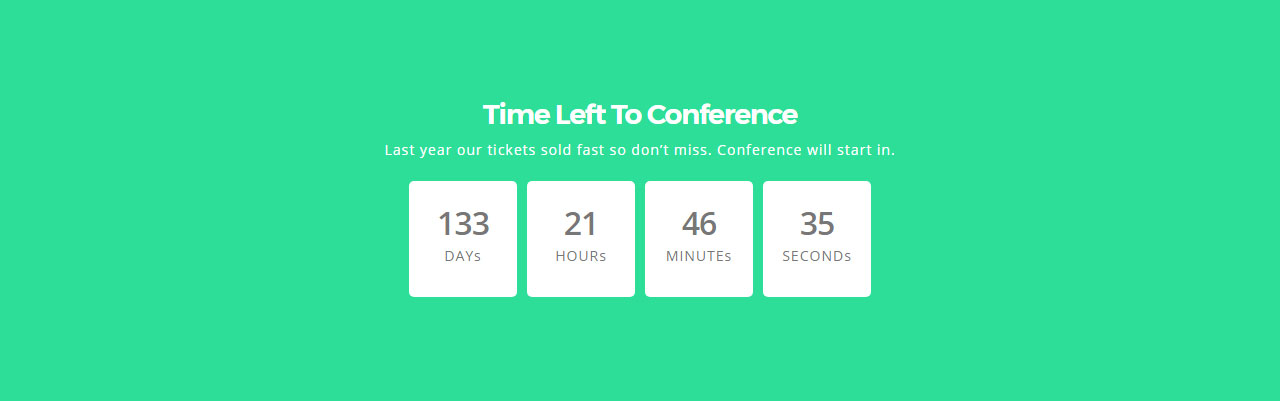 Time Left To Conference
Last year our tickets sold fast so don't miss. Conference will start in.
133 21 46 35
DAYs HOURs MINUTEs SECONDs